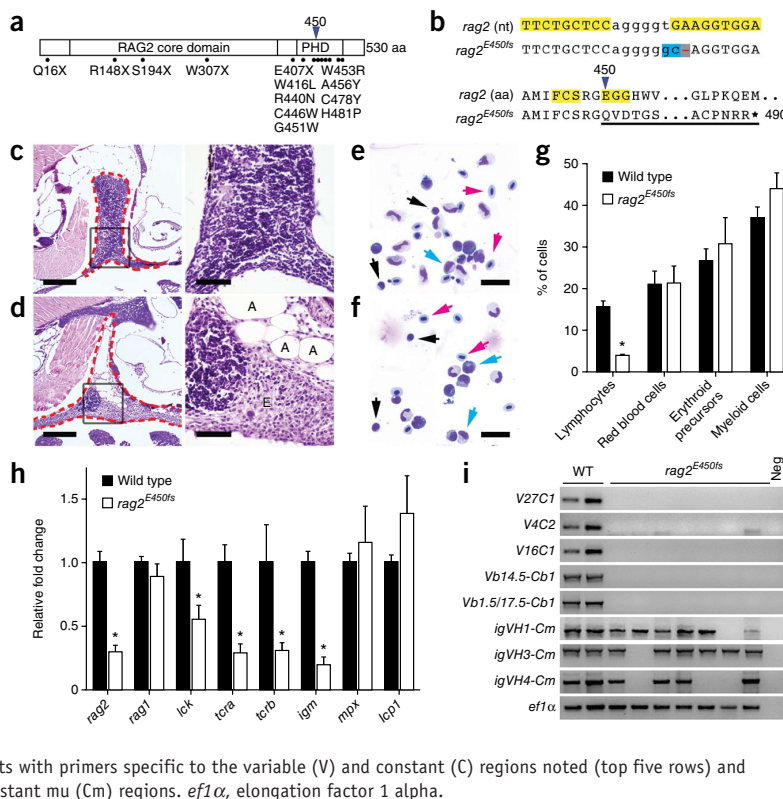 a
450
RAG2 core domain PHD 530 aa
Q16X R148X S194X W307X E407X W453R
W416L A456Y
R440N C478Y
C446W H481P
G451W
b
rag2 (nt) TTCTGCTCCaggggtGAAGGTGGA
rag2E450fs TTCTGCTCCagggggc-AGGTGGA
450
rag2 (aa) AMIFCSRGEGGHWV...GLPKQEM...
rag2E450fs AMIFCSRGQVDTGS...ACPNRR★ 490
c
d
A
A A
E
e
f
g
Wild type
rag2E450fs
% of cells
50
40
30
20
10
0
*
Lymphocytes
Red blood cells
Erythroid precursors
Myeloid cells
h
Wild type
rag2E450fs
Relative fold change
1.5
1.0
0.5
0
* * * * *
rag2 rag1 lck tcra tcrb igm mpx lcp1
i
WT rag2E450fs Neg
V27C1
V4C2
V16C1
Vb14.5-Cb1
Vb1.5/17.5-Cb1
igVH1-Cm
igVH3-Cm
igVH4-Cm
ef1α
ts with primers specific to the variable (V) and constant (C) regions noted (top five rows) and
stant mu (Cm) regions. ef1α, elongation factor 1 alpha.